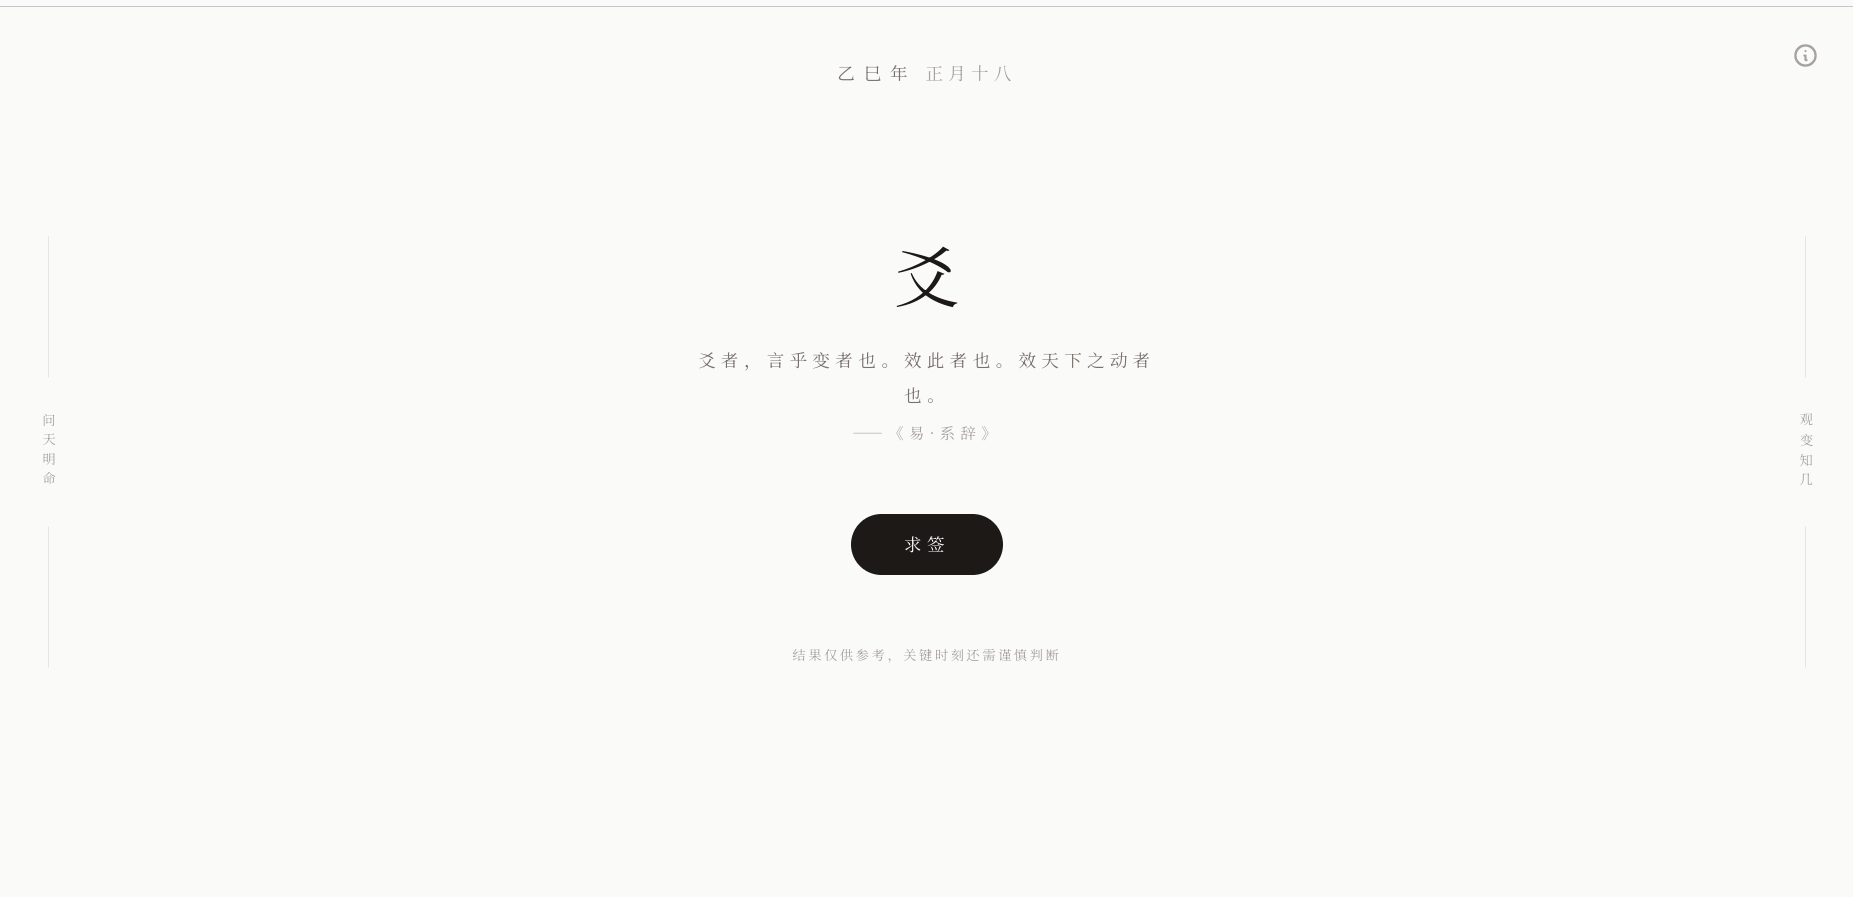 乙巳年 正月十八
爻
爻者，言乎变者也。效此者也。效天下之动者
也。
——《易·系辞》
求签
结果仅供参考，关键时刻还需谨慎判断
问天明命
观变知几